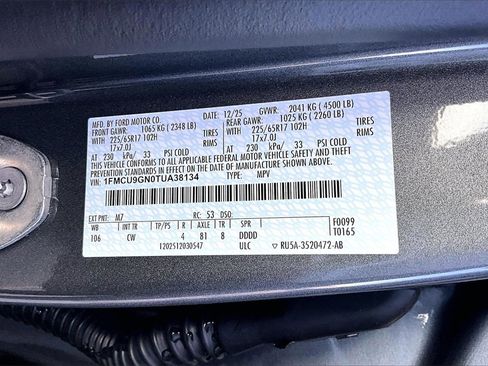 MFD. BY FORD MOTOR CO.
DATE: 12/25 GVWR: 2041 KG ( 4500 LB)
FRONT GAWR: 1065 KG ( 2348 LB) REAR GAWR: 1025 KG ( 2260 LB)
225/65R17 102H TIRES 225/65R17 102H TIRES
17x7.0J RIMS 17x7.0J RIMS
AT 230 kPa/ 33 PSI COLD AT 230 kPa/ 33 PSI COLD
THIS VEHICLE CONFORMS TO ALL APPLICABLE FEDERAL MOTOR VEHICLE SAFETY, BUMPER, AND THEFT
PREVENTION STANDARDS IN EFFECT ON THE DATE OF MANUFACTURE SHOWN ABOVE.
VIN: 1FMCU9GN0TUA38134 TYPE: MPV
EXT PNT: M7 RC: 53 DSO: F0099
WB INT TR TP/PS R AXLE TR SPR 10165
106 CW 4 81 8 DDDD
1202512030547 ULC RU5A-3520472-AB